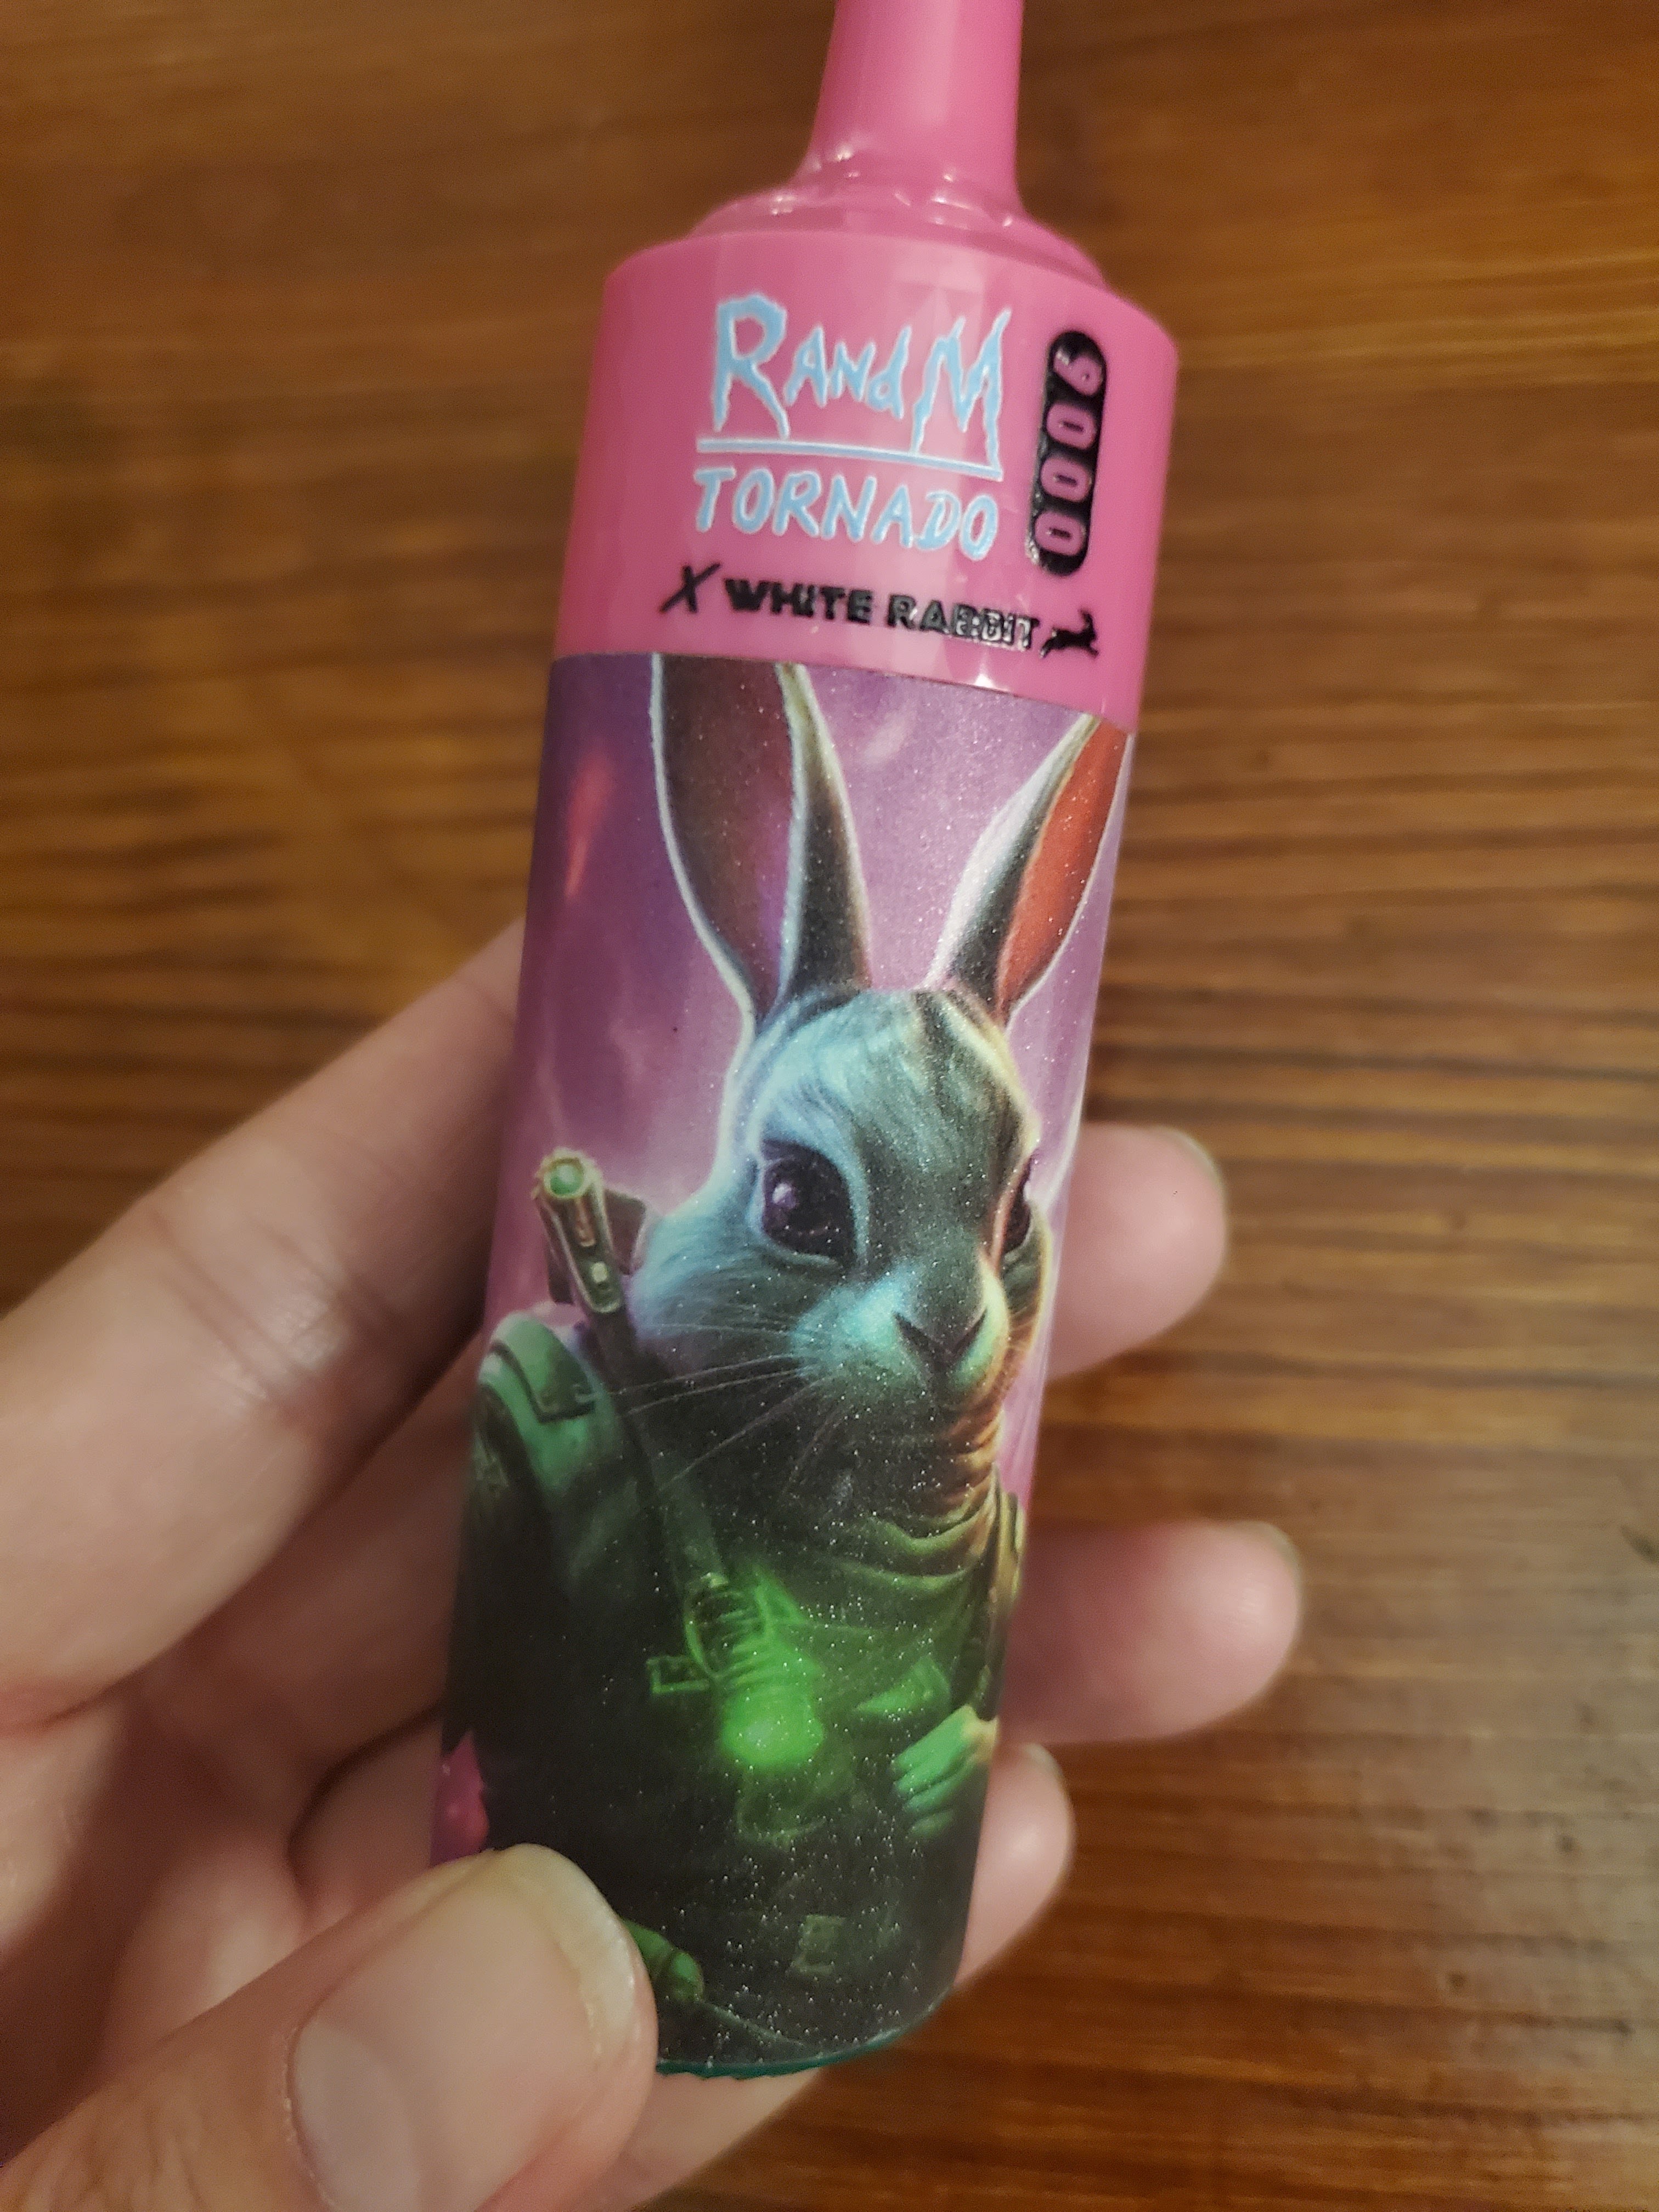 RAndM
TORNADO
9000
X WHITE RABBIT